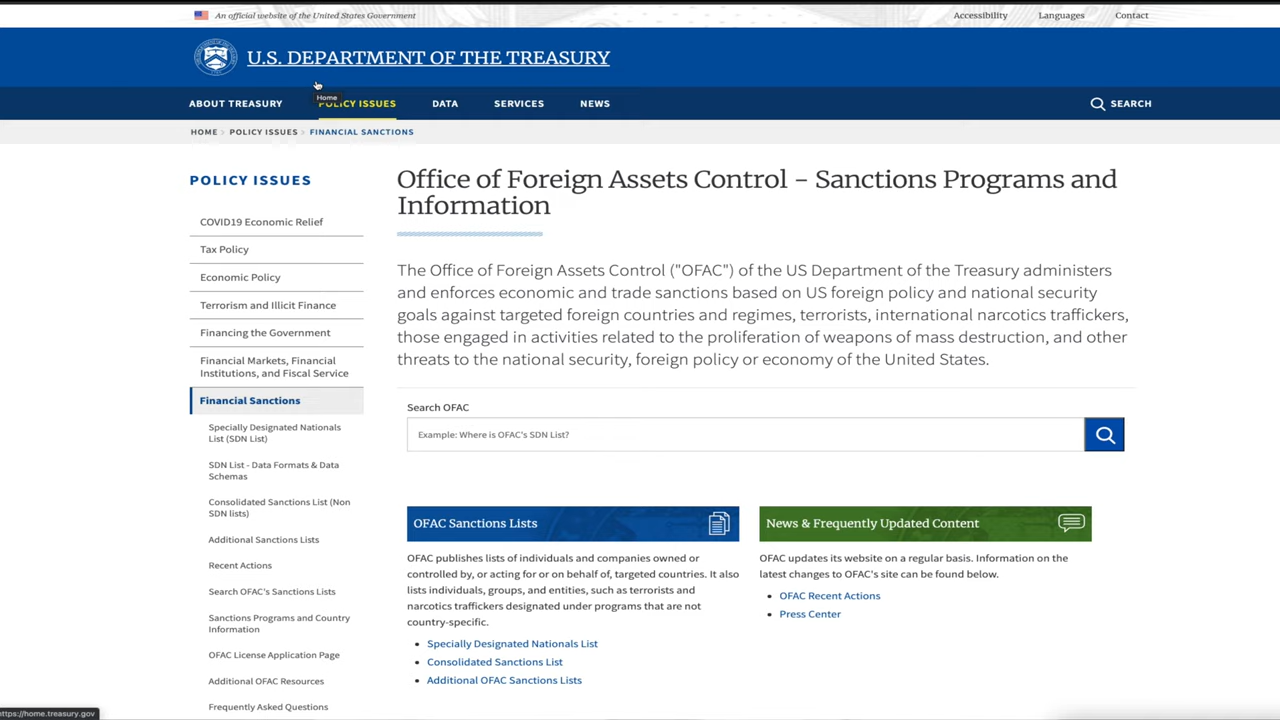 An official website of the United States Government
Accessibility
Languages
Contact
U.S. DEPARTMENT OF THE TREASURY
Home
ABOUT TREASURY
POLICY ISSUES
DATA
SERVICES
NEWS
SEARCH
HOME > POLICY ISSUES > FINANCIAL SANCTIONS
POLICY ISSUES
COVID19 Economic Relief
Tax Policy
Economic Policy
Terrorism and Illicit Finance
Financing the Government
Financial Markets, Financial
Institutions, and Fiscal Service
Financial Sanctions
Specially Designated Nationals
List (SDN List)
SDN List - Data Formats & Data
Schemas
Consolidated Sanctions List (Non
SDN lists)
Additional Sanctions Lists
Recent Actions
Search OFAC's Sanctions Lists
Sanctions Programs and Country
Information
OFAC License Application Page
Additional OFAC Resources
Frequently Asked Questions
Office of Foreign Assets Control - Sanctions Programs and
Information
The Office of Foreign Assets Control ("OFAC") of the US Department of the Treasury administers
and enforces economic and trade sanctions based on US foreign policy and national security
goals against targeted foreign countries and regimes, terrorists, international narcotics traffickers,
those engaged in activities related to the proliferation of weapons of mass destruction, and other
threats to the national security, foreign policy or economy of the United States.
Search OFAC
Example: Where is OFAC's SDN List?
OFAC Sanctions Lists
OFAC publishes lists of individuals and companies owned or
controlled by, or acting for or on behalf of, targeted countries. It also
lists individuals, groups, and entities, such as terrorists and
narcotics traffickers designated under programs that are not
country-specific.
Specially Designated Nationals List
Consolidated Sanctions List
Additional OFAC Sanctions Lists
News & Frequently Updated Content
OFAC updates its website on a regular basis. Information on the
latest changes to OFAC's site can be found below.
OFAC Recent Actions
Press Center
https://home.treasury.gov